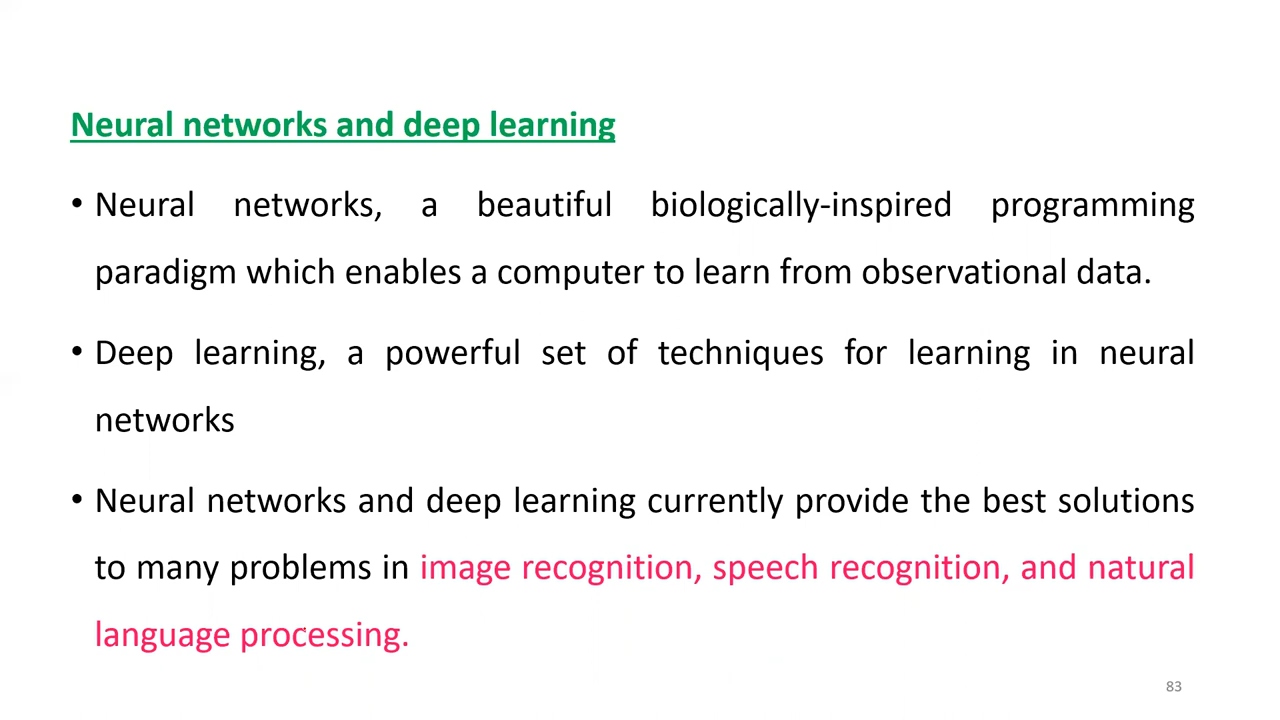 Neural networks and deep learning
• Neural networks, a beautiful biologically-inspired programming
paradigm which enables a computer to learn from observational data.
• Deep learning, a powerful set of techniques for learning in neural
networks
• Neural networks and deep learning currently provide the best solutions
to many problems in image recognition, speech recognition, and natural
language processing.
83